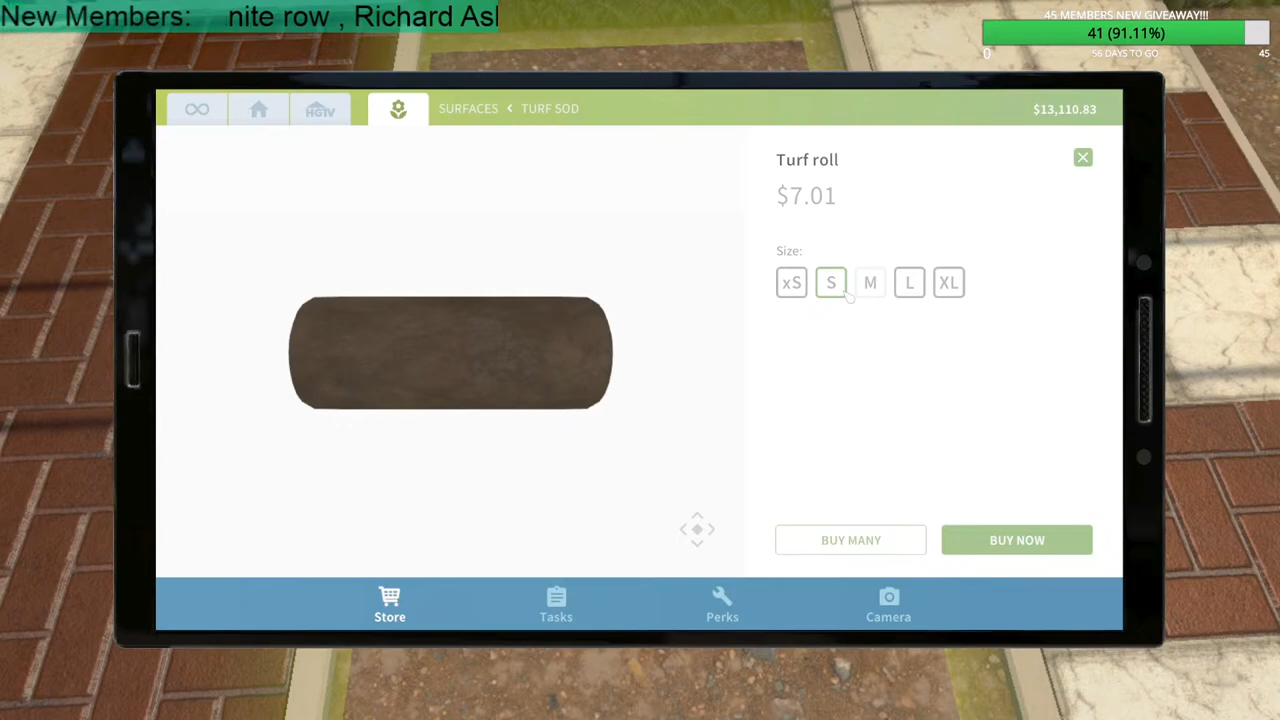 New Members: nite row , Richard Asl
45 MEMBERS NEW GIVEAWAY!!!
41 (91.11%)
0
56 DAYS TO GO
45
HGTV
SURFACES < TURF SOD
$13,110.83
Turf roll
$7.01
Size:
xS S M L XL
BUY MANY
BUY NOW
Store
Tasks
Perks
Camera